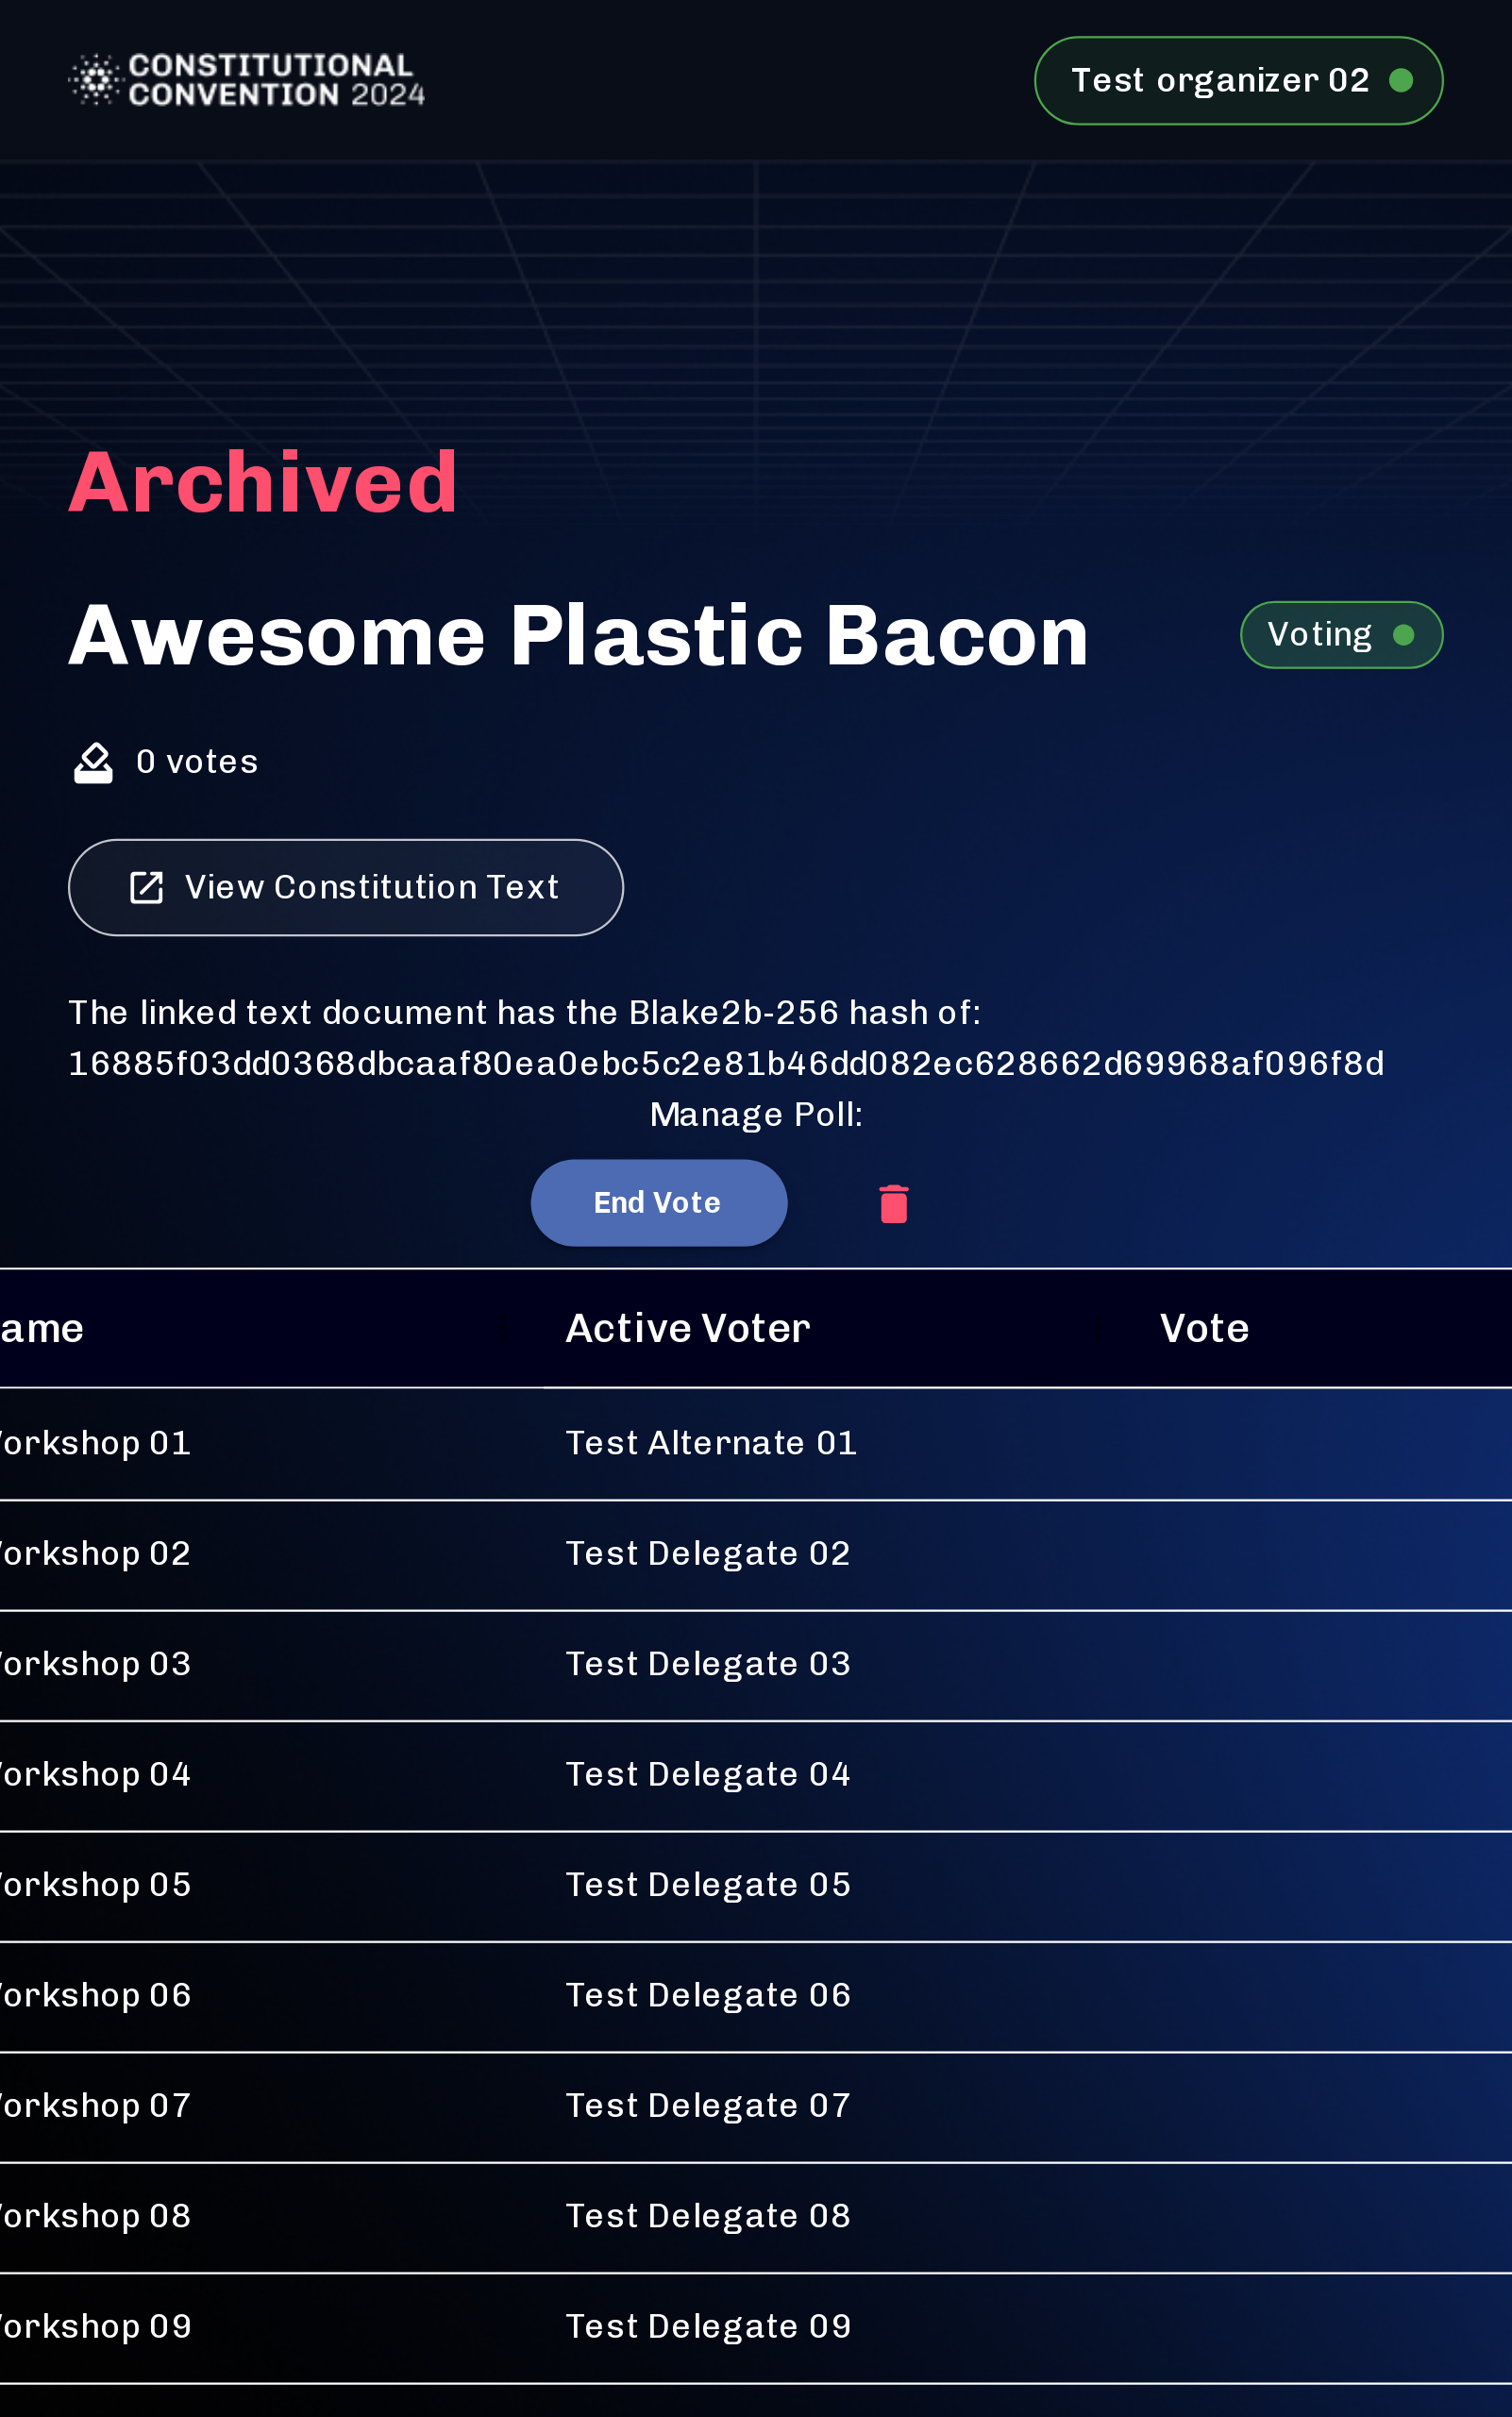 CONSTITUTIONAL
CONVENTION 2024
Test organizer 02
Archived
Awesome Plastic Bacon
Voting
0 votes
View Constitution Text
The linked text document has the Blake2b-256 hash of:
16885f03dd0368dbcaaf80ea0ebc5c2e81b46dd082ec628662d69968af096f8d
Manage Poll:
End Vote
ame Active Voter Vote
orkshop 01 Test Alternate 01
orkshop 02 Test Delegate 02
orkshop 03 Test Delegate 03
orkshop 04 Test Delegate 04
orkshop 05 Test Delegate 05
orkshop 06 Test Delegate 06
orkshop 07 Test Delegate 07
orkshop 08 Test Delegate 08
orkshop 09 Test Delegate 09